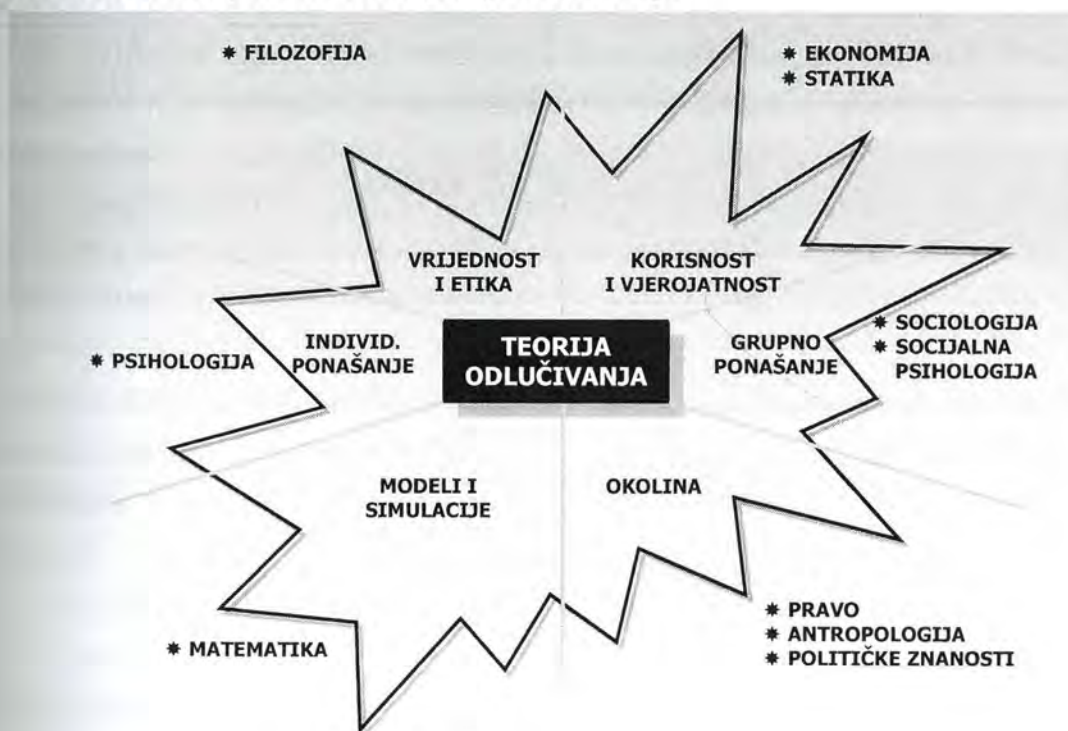 * FILOZOFIJA
* EKONOMIJA
* STATIKA
VRIJEDNOST
I ETIKA
KORISNOST
I VJEROJATNOST
* PSIHOLOGIJA
INDIVID.
PONAŠANJE
TEORIJA
ODLUČIVANJA
GRUPNO
PONAŠANJE
* SOCIOLOGIJA
* SOCIJALNA
PSIHOLOGIJA
MODELI I
SIMULACIJE
OKOLINA
* MATEMATIKA
* PRAVO
* ANTROPOLOGIJA
* POLITIČKE ZNANOSTI